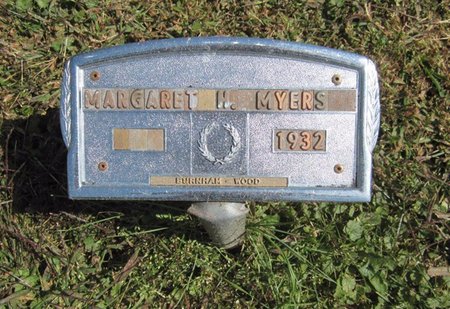 MARGARET H. MYERS
1932
BURNHAM - WOOD